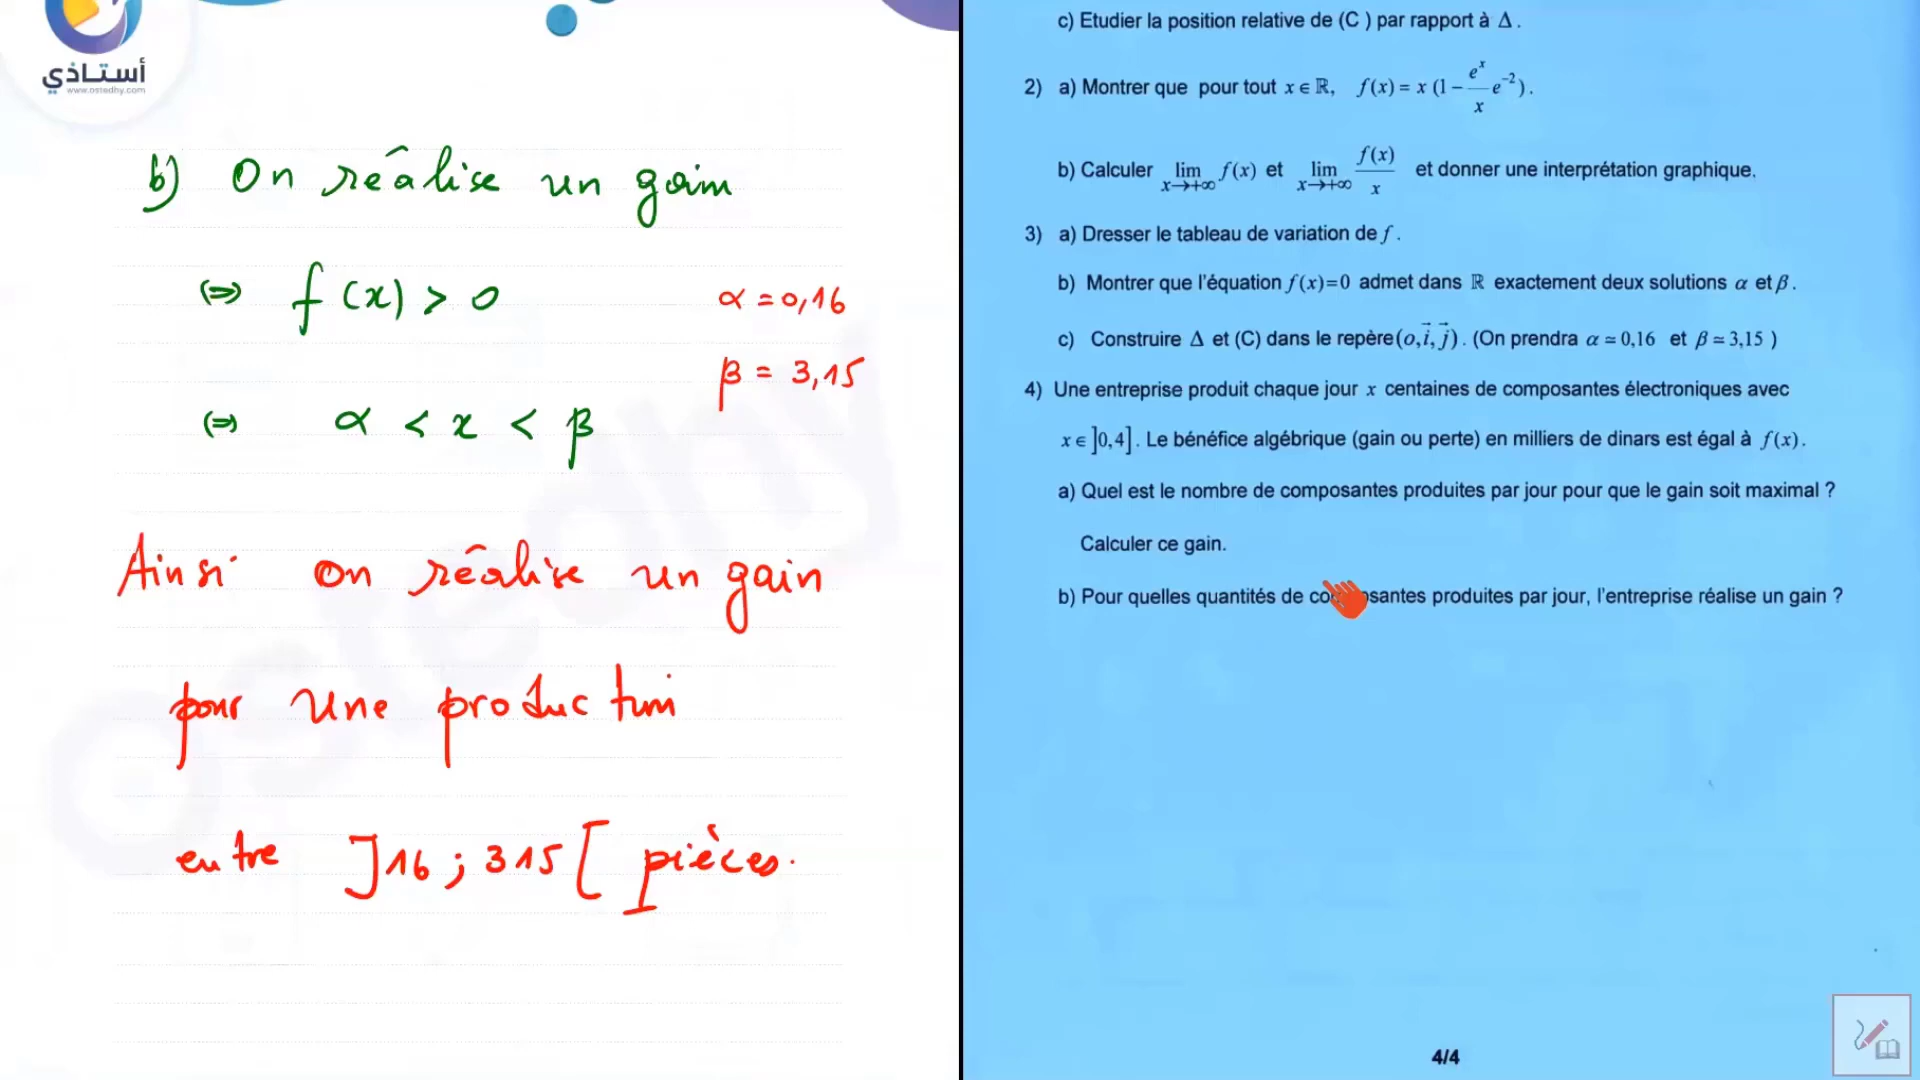 أستاذي
www.ostedhy.com
b) On réalise un gain
⇔ f(x) > 0
α = 0,16
β = 3,15
⇔ α < x < β
Ainsi on réalise un gain
pour une production
entre ]16 ; 315[ pièces.
ostedhy
c) Etudier la position relative de (C ) par rapport à Δ .
2) a) Montrer que pour tout x ∈ ℝ, f(x) = x (1 − e^x/x e^−2) .
b) Calculer lim x→+∞ f(x) et lim x→+∞ f(x)/x et donner une interprétation graphique.
3) a) Dresser le tableau de variation de f .
b) Montrer que l'équation f(x)=0 admet dans ℝ exactement deux solutions α et β .
c) Construire Δ et (C) dans le repère (o, i⃗, j⃗) . (On prendra α ≃ 0,16 et β ≃ 3,15 )
4) Une entreprise produit chaque jour x centaines de composantes électroniques avec
x ∈ ]0,4] . Le bénéfice algébrique (gain ou perte) en milliers de dinars est égal à f(x) .
a) Quel est le nombre de composantes produites par jour pour que le gain soit maximal ?
Calculer ce gain.
b) Pour quelles quantités de composantes produites par jour, l'entreprise réalise un gain ?
4/4